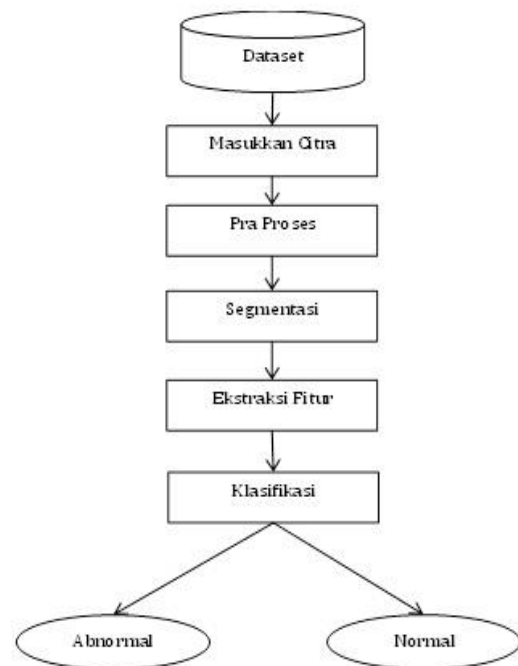 Dataset
Masukkan Citra
Pra Proses
Segmentasi
Ekstraksi Fitur
Klasifikasi
Abnormal
Normal